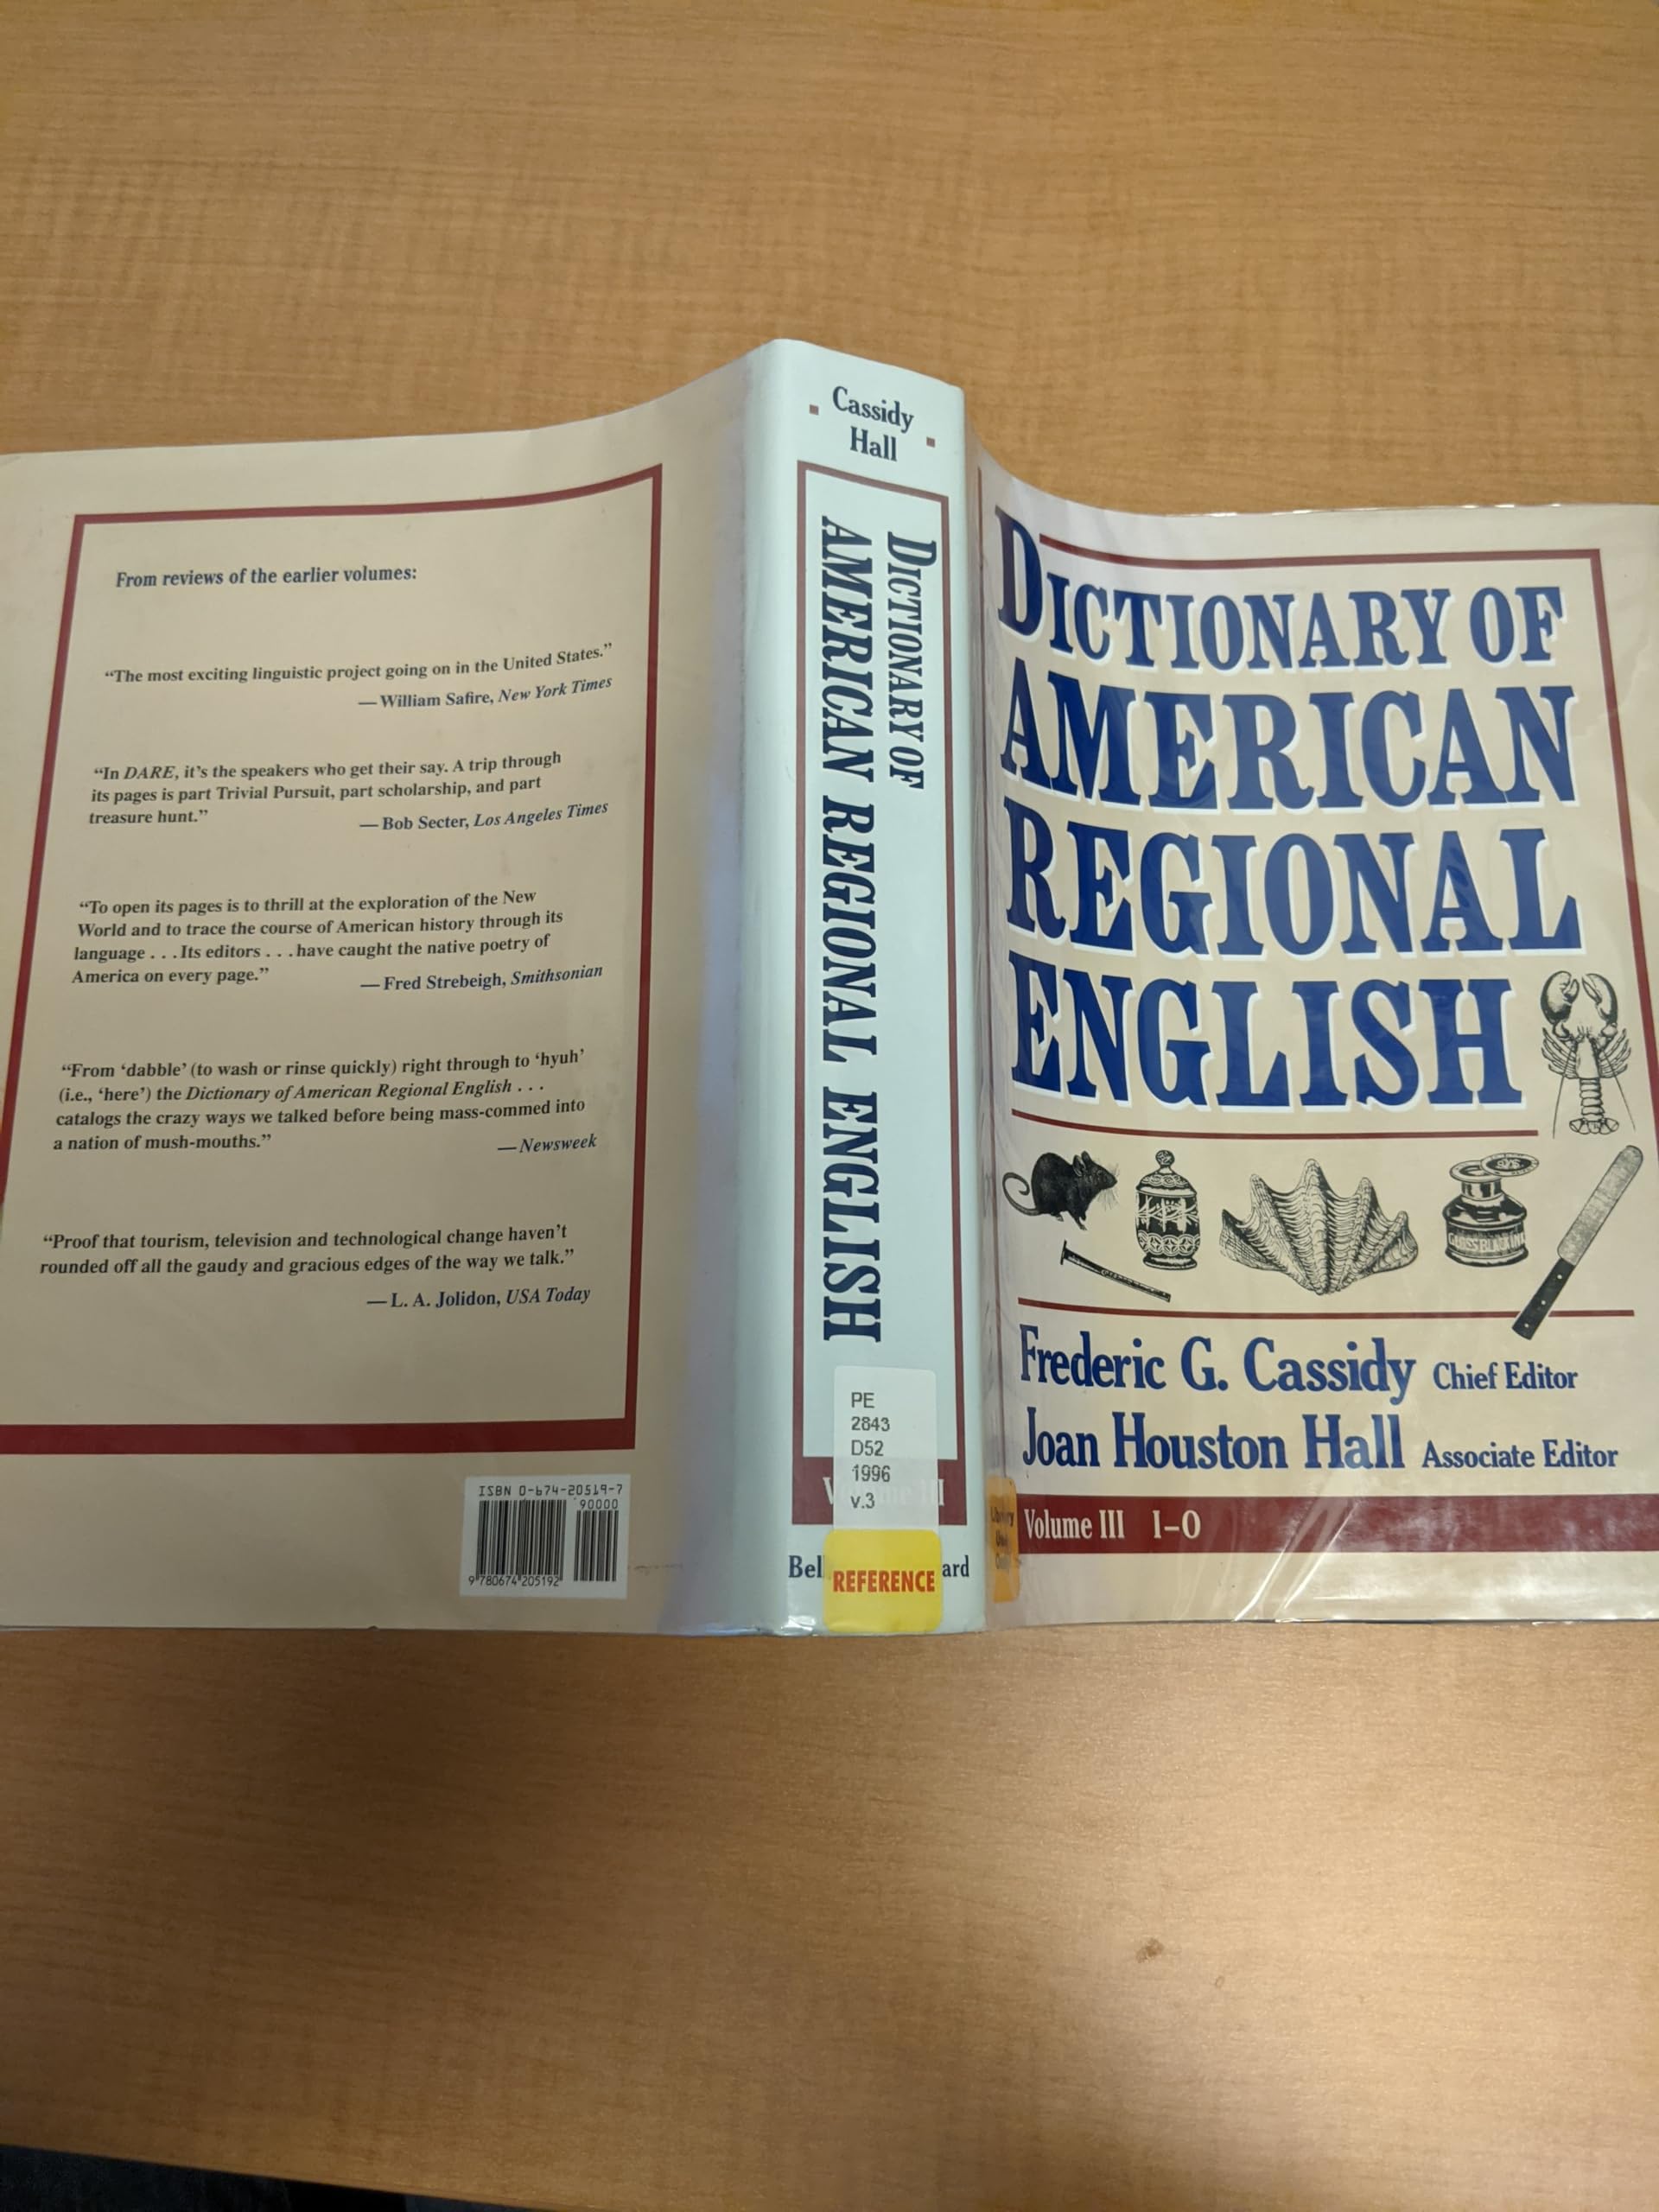 From reviews of the earlier volumes:
“The most exciting linguistic project going on in the United States.”
—William Safire, New York Times
“In DARE, it’s the speakers who get their say. A trip through
its pages is part Trivial Pursuit, part scholarship, and part
treasure hunt.”
—Bob Secter, Los Angeles Times
“To open its pages is to thrill at the exploration of the New
World and to trace the course of American history through its
language . . . Its editors . . . have caught the native poetry of
America on every page.”
—Fred Strebeigh, Smithsonian
“From ‘dabble’ (to wash or rinse quickly) right through to ‘hyuh’
(i.e., ‘here’) the Dictionary of American Regional English . . .
catalogs the crazy ways we talked before being mass-commed into
a nation of mush-mouths.”
—Newsweek
“Proof that tourism, television and technological change haven’t
rounded off all the gaudy and gracious edges of the way we talk.”
—L. A. Jolidon, USA Today
ISBN 0-674-20519-7
90000
9 780674 205192
Cassidy
Hall
DICTIONARY OF
AMERICAN REGIONAL ENGLISH
PE
2843
D52
1996
v.3
REFERENCE
DICTIONARY OF
AMERICAN
REGIONAL
ENGLISH
Frederic G. Cassidy Chief Editor
Joan Houston Hall Associate Editor
Library
Use
Only
Volume III I–O